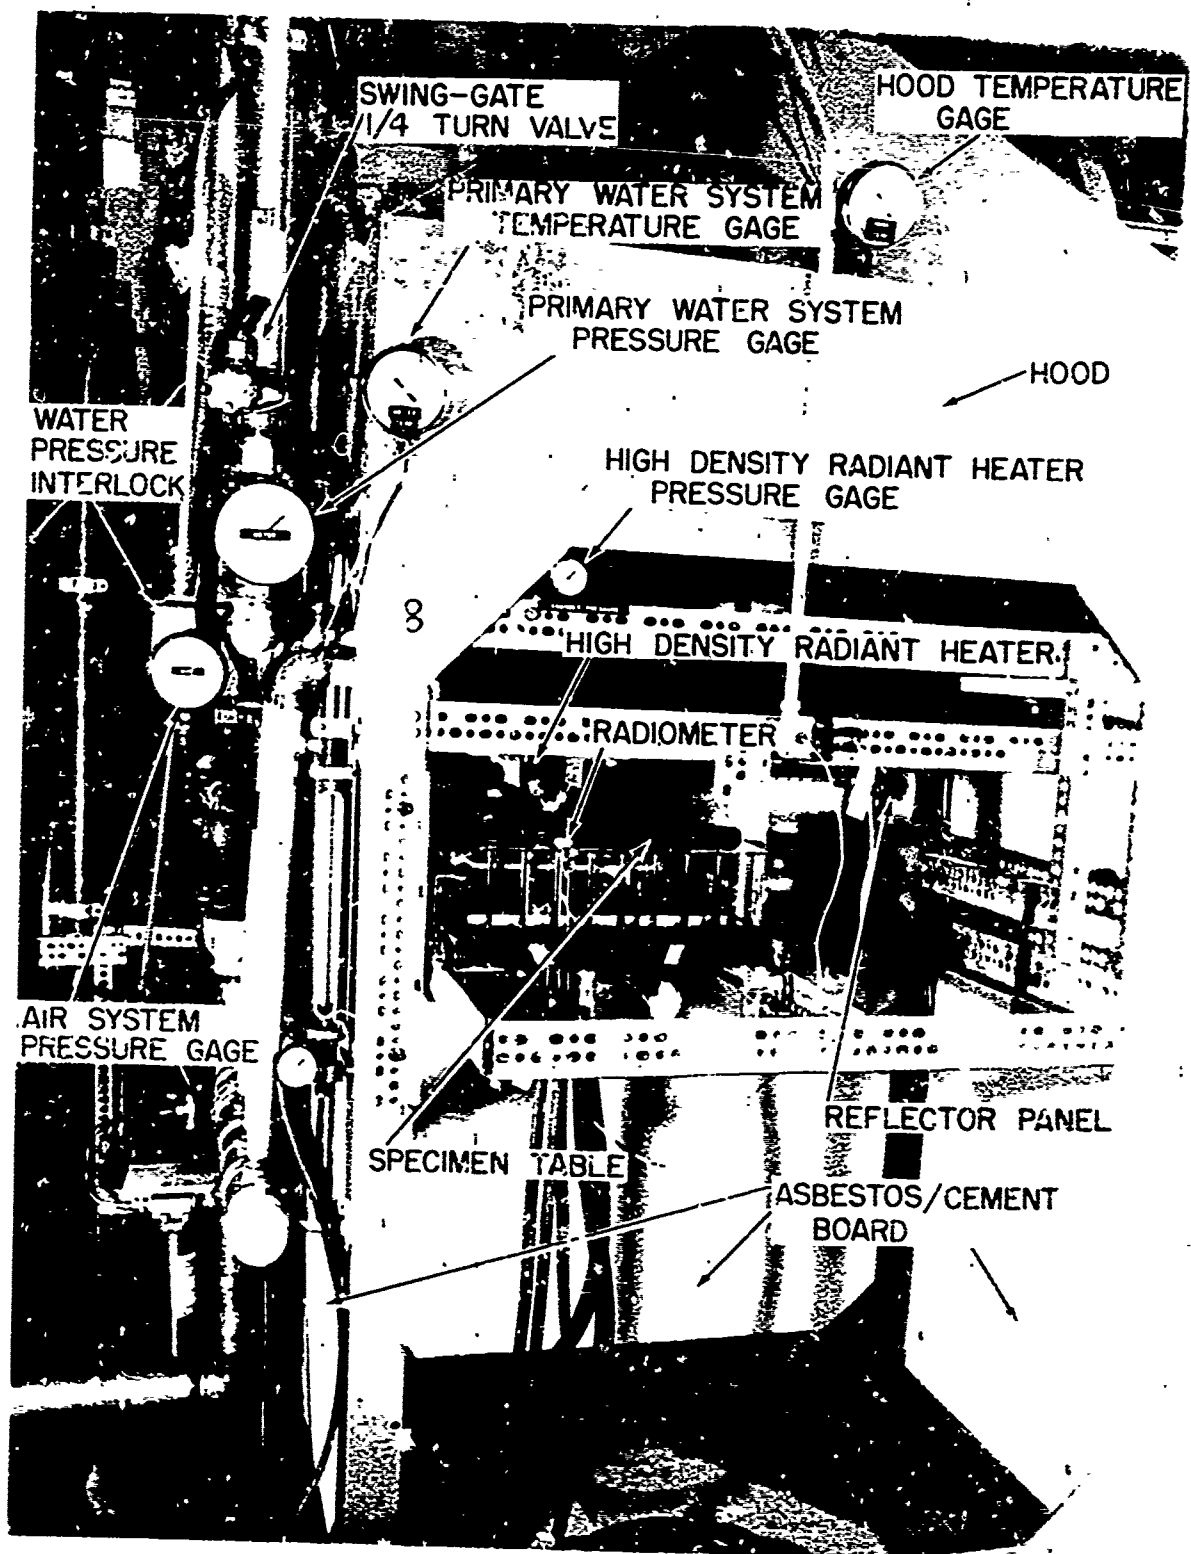 SWING-GATE
1/4 TURN VALVE
HOOD TEMPERATURE
GAGE
PRIMARY WATER SYSTEM
TEMPERATURE GAGE
PRIMARY WATER SYSTEM
PRESSURE GAGE
HOOD
WATER
PRESSURE
INTERLOCK
HIGH DENSITY RADIANT HEATER
PRESSURE GAGE
8
HIGH DENSITY RADIANT HEATER
RADIOMETER
AIR SYSTEM
PRESSURE GAGE
REFLECTOR PANEL
SPECIMEN TABLE
ASBESTOS/CEMENT
BOARD